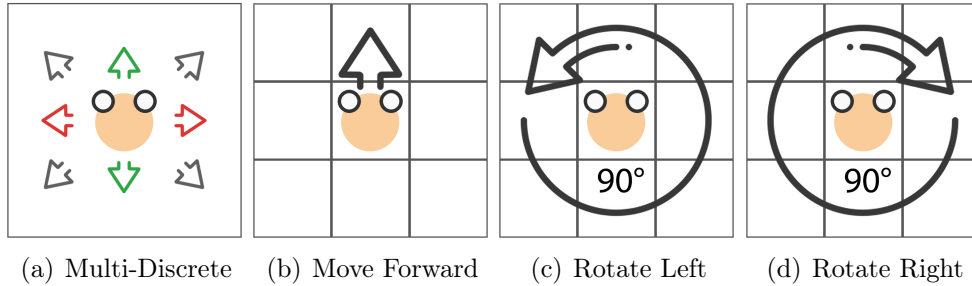 90°
90°
(a) Multi-Discrete
(b) Move Forward
(c) Rotate Left
(d) Rotate Right